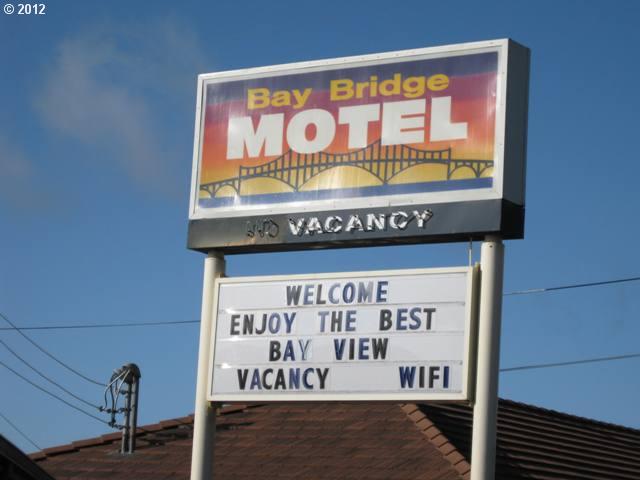 © 2012
Bay Bridge
MOTEL
NO VACANCY
WELCOME
ENJOY THE BEST
BAY VIEW
VACANCY WIFI